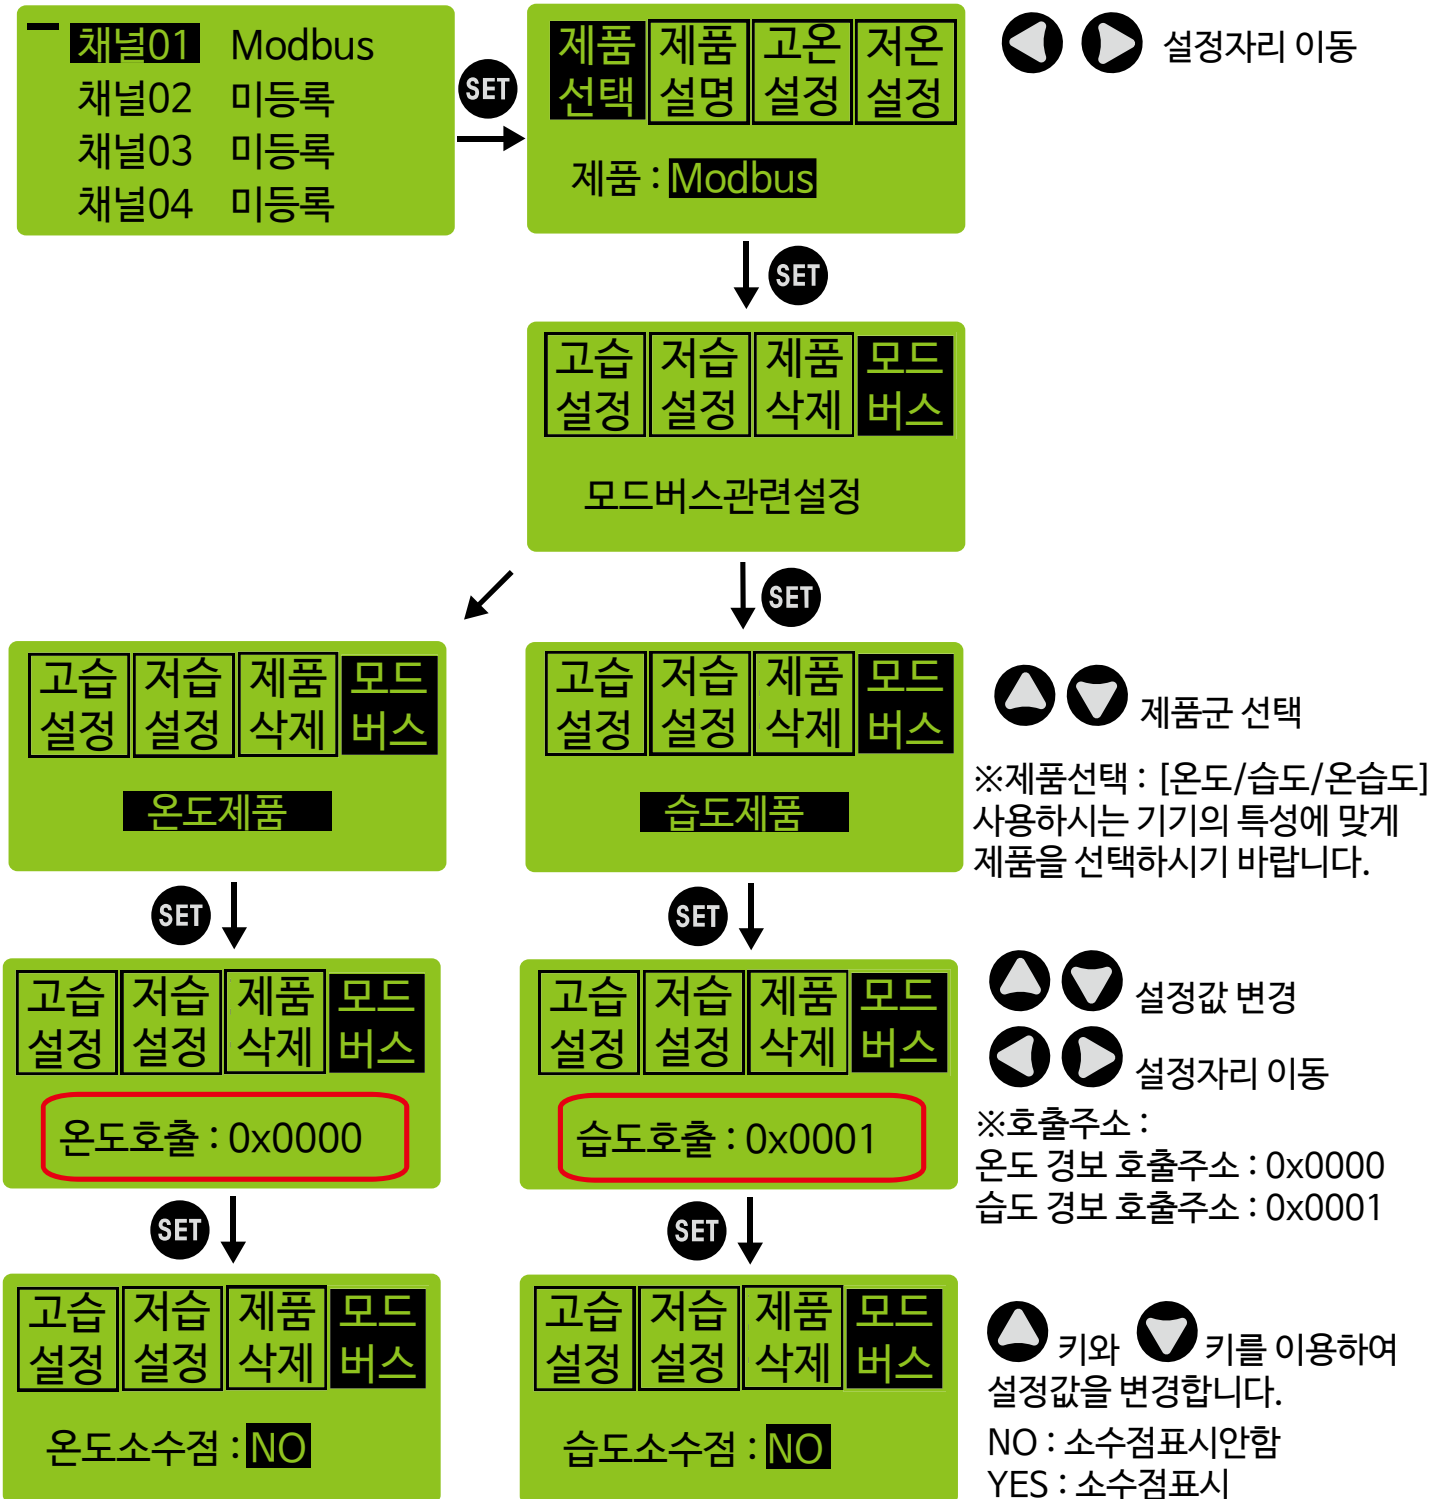 채널01 Modbus
채널02 미등록
채널03 미등록
채널04 미등록
SET
제품 제품 고온 저온
선택 설명 설정 설정
제품 : Modbus
설정자리 이동
SET
고습 저습 제품 모드
설정 설정 삭제 버스
모드버스관련설정
SET
고습 저습 제품 모드
설정 설정 삭제 버스
온도제품
고습 저습 제품 모드
설정 설정 삭제 버스
습도제품
제품군 선택
※제품선택 : [온도/습도/온습도]
사용하시는 기기의 특성에 맞게
제품을 선택하시기 바랍니다.
SET
SET
고습 저습 제품 모드
설정 설정 삭제 버스
온도호출 : 0x0000
고습 저습 제품 모드
설정 설정 삭제 버스
습도호출 : 0x0001
설정값 변경
설정자리 이동
※호출주소 :
온도 경보 호출주소 : 0x0000
습도 경보 호출주소 : 0x0001
SET
SET
고습 저습 제품 모드
설정 설정 삭제 버스
온도소수점 : NO
고습 저습 제품 모드
설정 설정 삭제 버스
습도소수점 : NO
키와 키를 이용하여
설정값을 변경합니다.
NO : 소수점표시안함
YES : 소수점표시